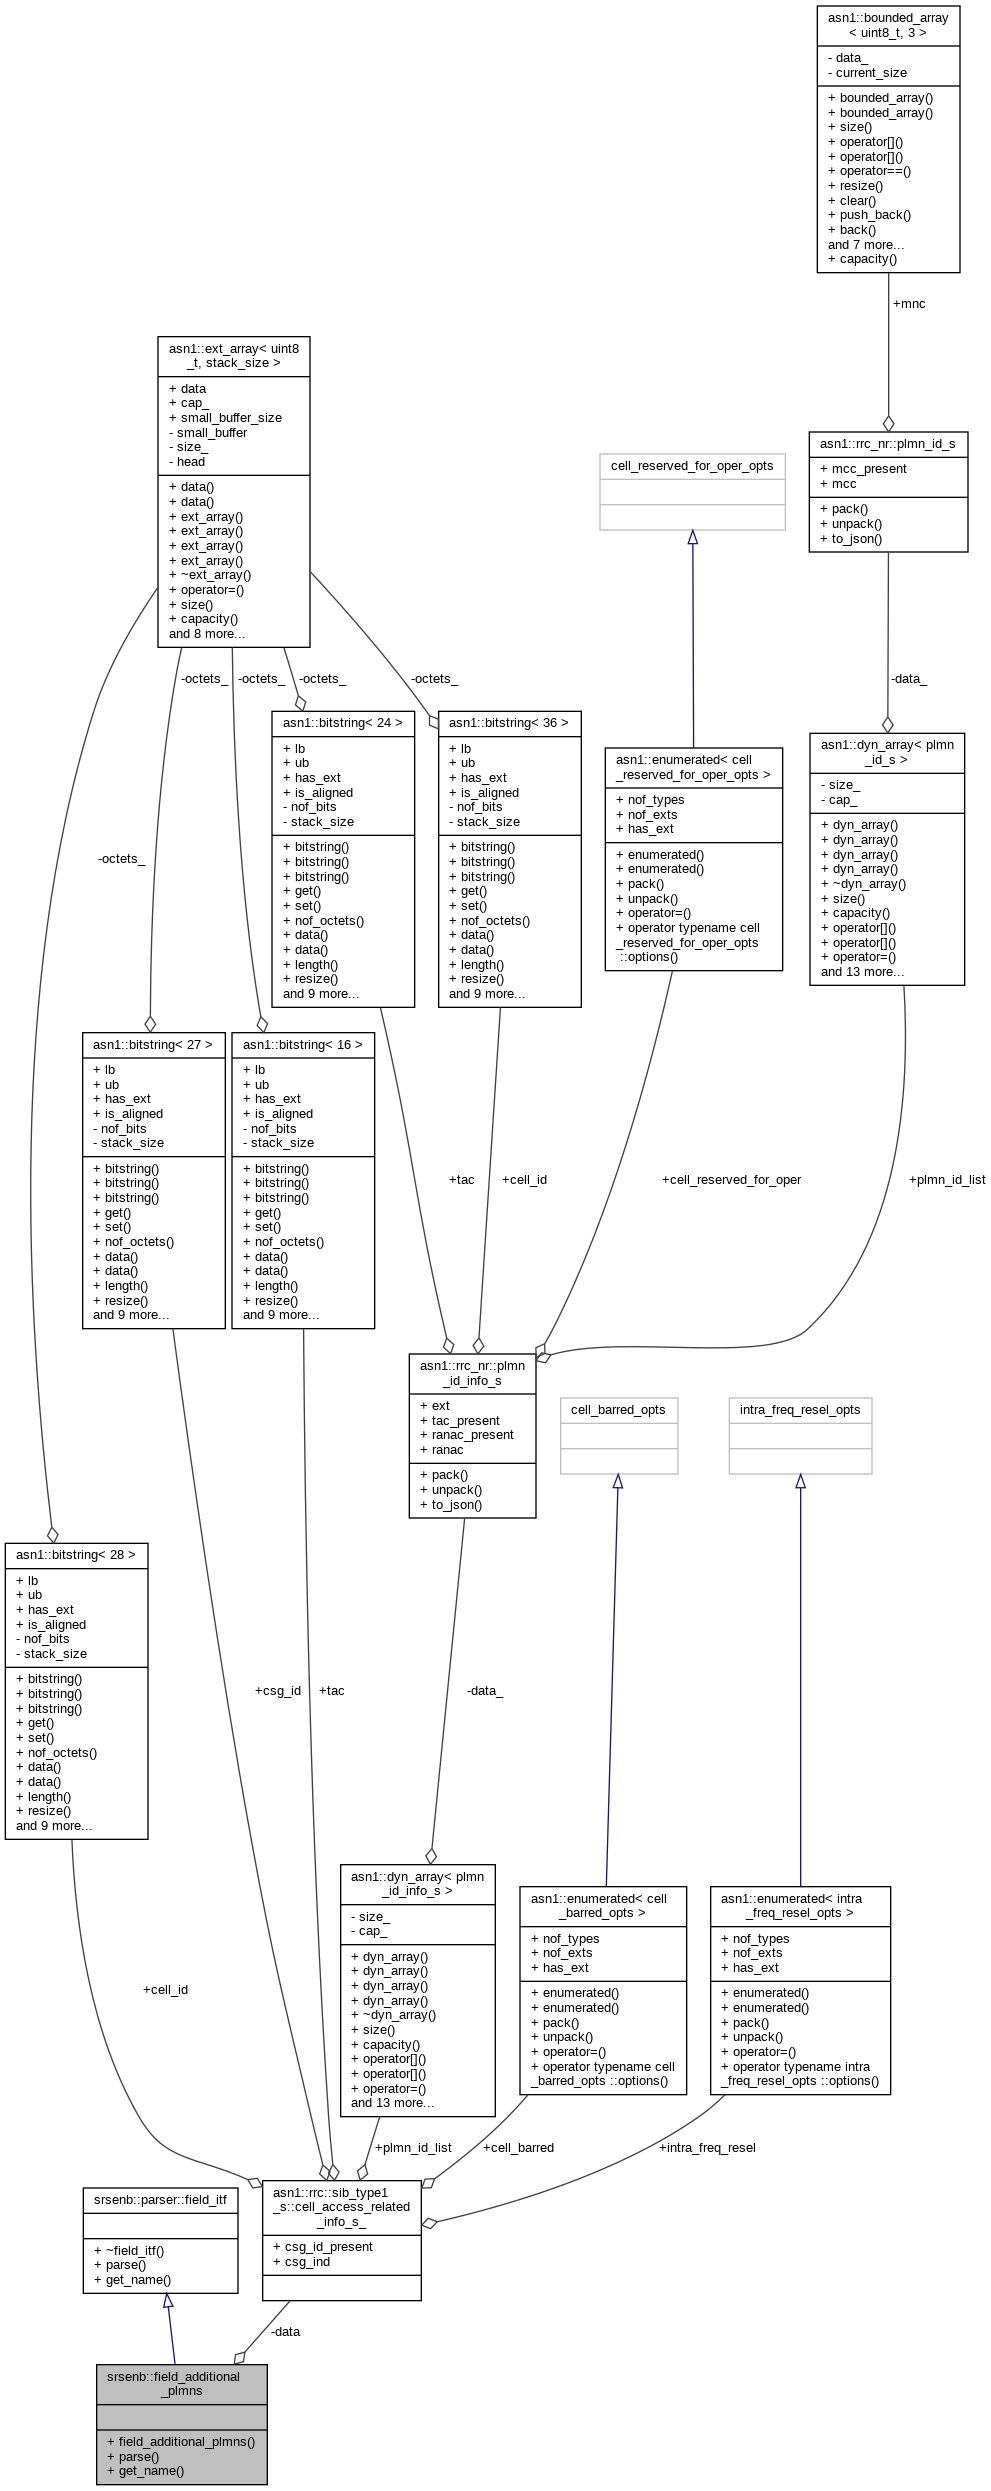 asn1::bounded_array
< uint8_t, 3 >
- data_
- current_size
+ bounded_array()
+ bounded_array()
+ size()
+ operator[]()
+ operator[]()
+ operator==()
+ resize()
+ clear()
+ push_back()
+ back()
and 7 more...
+ capacity()
+mnc
asn1::ext_array< uint8
_t, stack_size >
+ data
+ cap_
+ small_buffer_size
- small_buffer
- size_
- head
+ data()
+ data()
+ ext_array()
+ ext_array()
+ ext_array()
+ ext_array()
+ ~ext_array()
+ operator=()
+ size()
+ capacity()
and 8 more...
cell_reserved_for_oper_opts
asn1::rrc_nr::plmn_id_s
+ mcc_present
+ mcc
+ pack()
+ unpack()
+ to_json()
-octets_
-octets_
-octets_
-octets_
-data_
asn1::bitstring< 24 >
+ lb
+ ub
+ has_ext
+ is_aligned
- nof_bits
- stack_size
+ bitstring()
+ bitstring()
+ bitstring()
+ get()
+ set()
+ nof_octets()
+ data()
+ data()
+ length()
+ resize()
and 9 more...
asn1::bitstring< 36 >
+ lb
+ ub
+ has_ext
+ is_aligned
- nof_bits
- stack_size
+ bitstring()
+ bitstring()
+ bitstring()
+ get()
+ set()
+ nof_octets()
+ data()
+ data()
+ length()
+ resize()
and 9 more...
asn1::enumerated< cell
_reserved_for_oper_opts >
+ nof_types
+ nof_exts
+ has_ext
+ enumerated()
+ enumerated()
+ pack()
+ unpack()
+ operator=()
+ operator typename cell
_reserved_for_oper_opts
::options()
asn1::dyn_array< plmn
_id_s >
- size_
- cap_
+ dyn_array()
+ dyn_array()
+ dyn_array()
+ dyn_array()
+ ~dyn_array()
+ size()
+ capacity()
+ operator[]()
+ operator[]()
+ operator=()
and 13 more...
-octets_
asn1::bitstring< 27 >
+ lb
+ ub
+ has_ext
+ is_aligned
- nof_bits
- stack_size
+ bitstring()
+ bitstring()
+ bitstring()
+ get()
+ set()
+ nof_octets()
+ data()
+ data()
+ length()
+ resize()
and 9 more...
asn1::bitstring< 16 >
+ lb
+ ub
+ has_ext
+ is_aligned
- nof_bits
- stack_size
+ bitstring()
+ bitstring()
+ bitstring()
+ get()
+ set()
+ nof_octets()
+ data()
+ data()
+ length()
+ resize()
and 9 more...
+tac
+cell_id
+cell_reserved_for_oper
+plmn_id_list
asn1::rrc_nr::plmn
_id_info_s
+ ext
+ tac_present
+ ranac_present
+ ranac
+ pack()
+ unpack()
+ to_json()
cell_barred_opts
intra_freq_resel_opts
asn1::bitstring< 28 >
+ lb
+ ub
+ has_ext
+ is_aligned
- nof_bits
- stack_size
+ bitstring()
+ bitstring()
+ bitstring()
+ get()
+ set()
+ nof_octets()
+ data()
+ data()
+ length()
+ resize()
and 9 more...
+csg_id
+tac
-data_
asn1::dyn_array< plmn
_id_info_s >
- size_
- cap_
+ dyn_array()
+ dyn_array()
+ dyn_array()
+ dyn_array()
+ ~dyn_array()
+ size()
+ capacity()
+ operator[]()
+ operator[]()
+ operator=()
and 13 more...
asn1::enumerated< cell
_barred_opts >
+ nof_types
+ nof_exts
+ has_ext
+ enumerated()
+ enumerated()
+ pack()
+ unpack()
+ operator=()
+ operator typename cell
_barred_opts ::options()
asn1::enumerated< intra
_freq_resel_opts >
+ nof_types
+ nof_exts
+ has_ext
+ enumerated()
+ enumerated()
+ pack()
+ unpack()
+ operator=()
+ operator typename intra
_freq_resel_opts ::options()
+cell_id
+plmn_id_list
+cell_barred
+intra_freq_resel
srsenb::parser::field_itf
+ ~field_itf()
+ parse()
+ get_name()
asn1::rrc::sib_type1
_s::cell_access_related
_info_s_
+ csg_id_present
+ csg_ind
-data
srsenb::field_additional
_plmns
+ field_additional_plmns()
+ parse()
+ get_name()